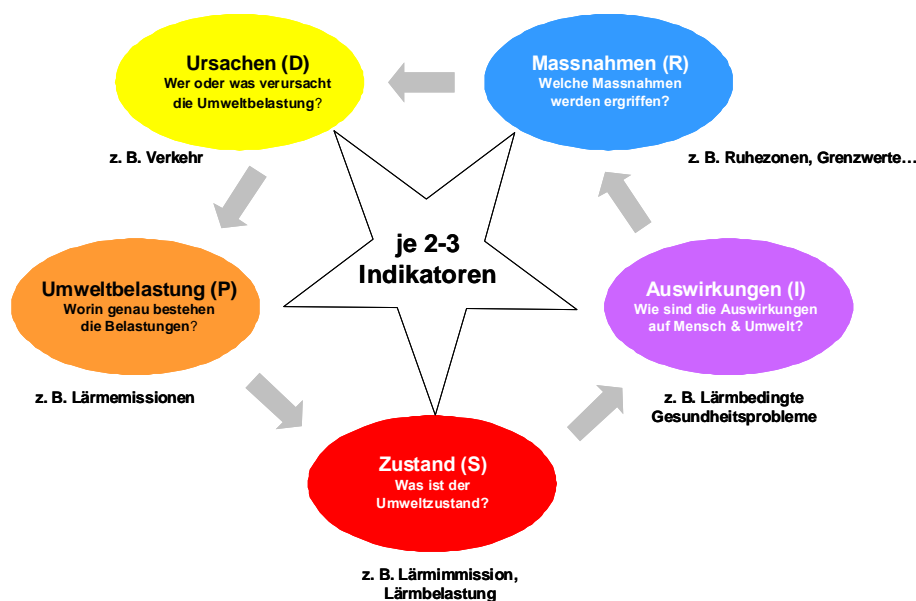 Ursachen (D)
Wer oder was verursacht
die Umweltbelastung?
z. B. Verkehr
Massnahmen (R)
Welche Massnahmen
werden ergriffen?
z. B. Ruhezonen, Grenzwerte…
je 2-3
Indikatoren
Umweltbelastung (P)
Worin genau bestehen
die Belastungen?
z. B. Lärmemissionen
Auswirkungen (I)
Wie sind die Auswirkungen
auf Mensch & Umwelt?
z. B. Lärmbedingte
Gesundheitsprobleme
Zustand (S)
Was ist der
Umweltzustand?
z. B. Lärmimmission,
Lärmbelastung